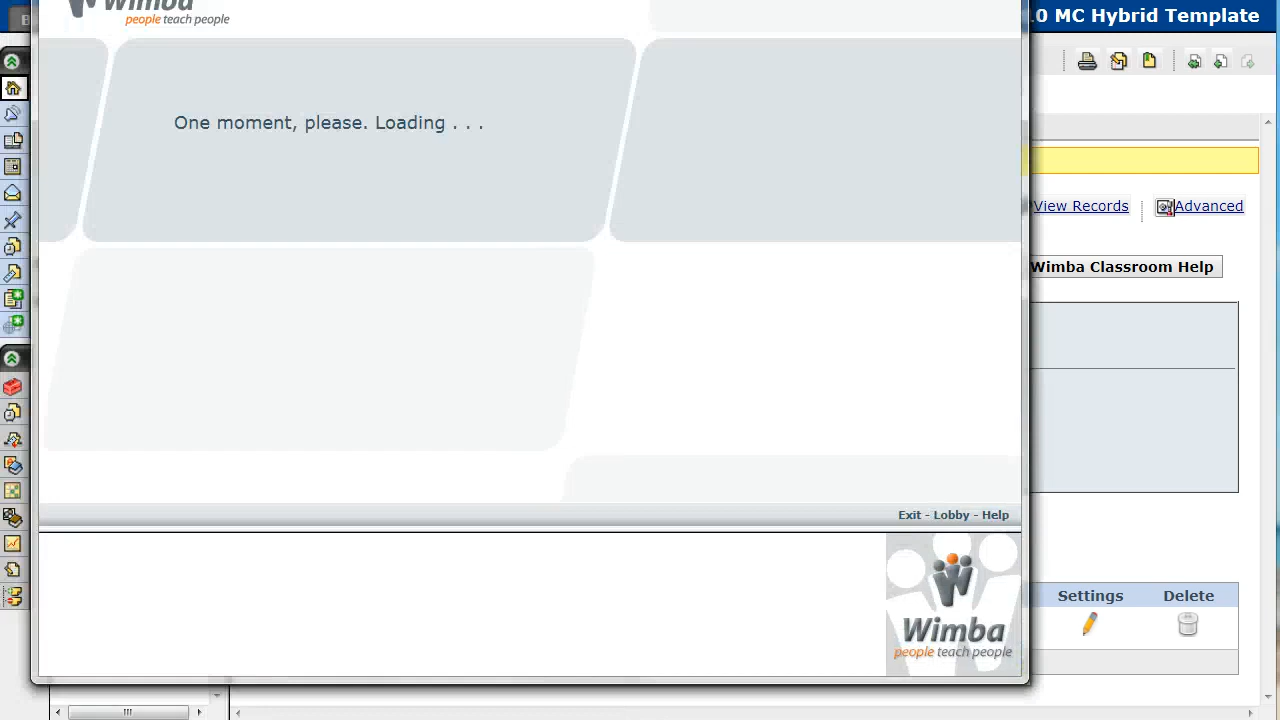 Wimba
people teach people
.0 MC Hybrid Template
One moment, please. Loading . . .
View Records
Advanced
Wimba Classroom Help
Exit - Lobby - Help
Settings
Delete
Wimba
people teach people